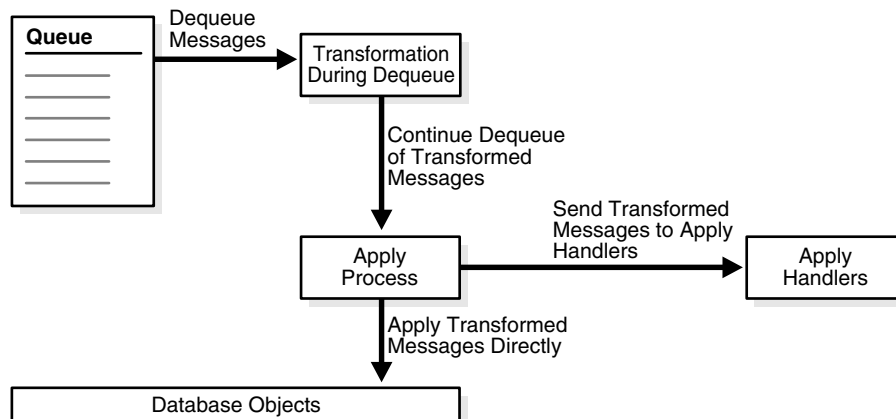 Queue
Dequeue
Messages
Transformation
During Dequeue
Continue Dequeue
of Transformed
Messages
Apply
Process
Send Transformed
Messages to Apply
Handlers
Apply
Handlers
Apply Transformed
Messages Directly
Database Objects